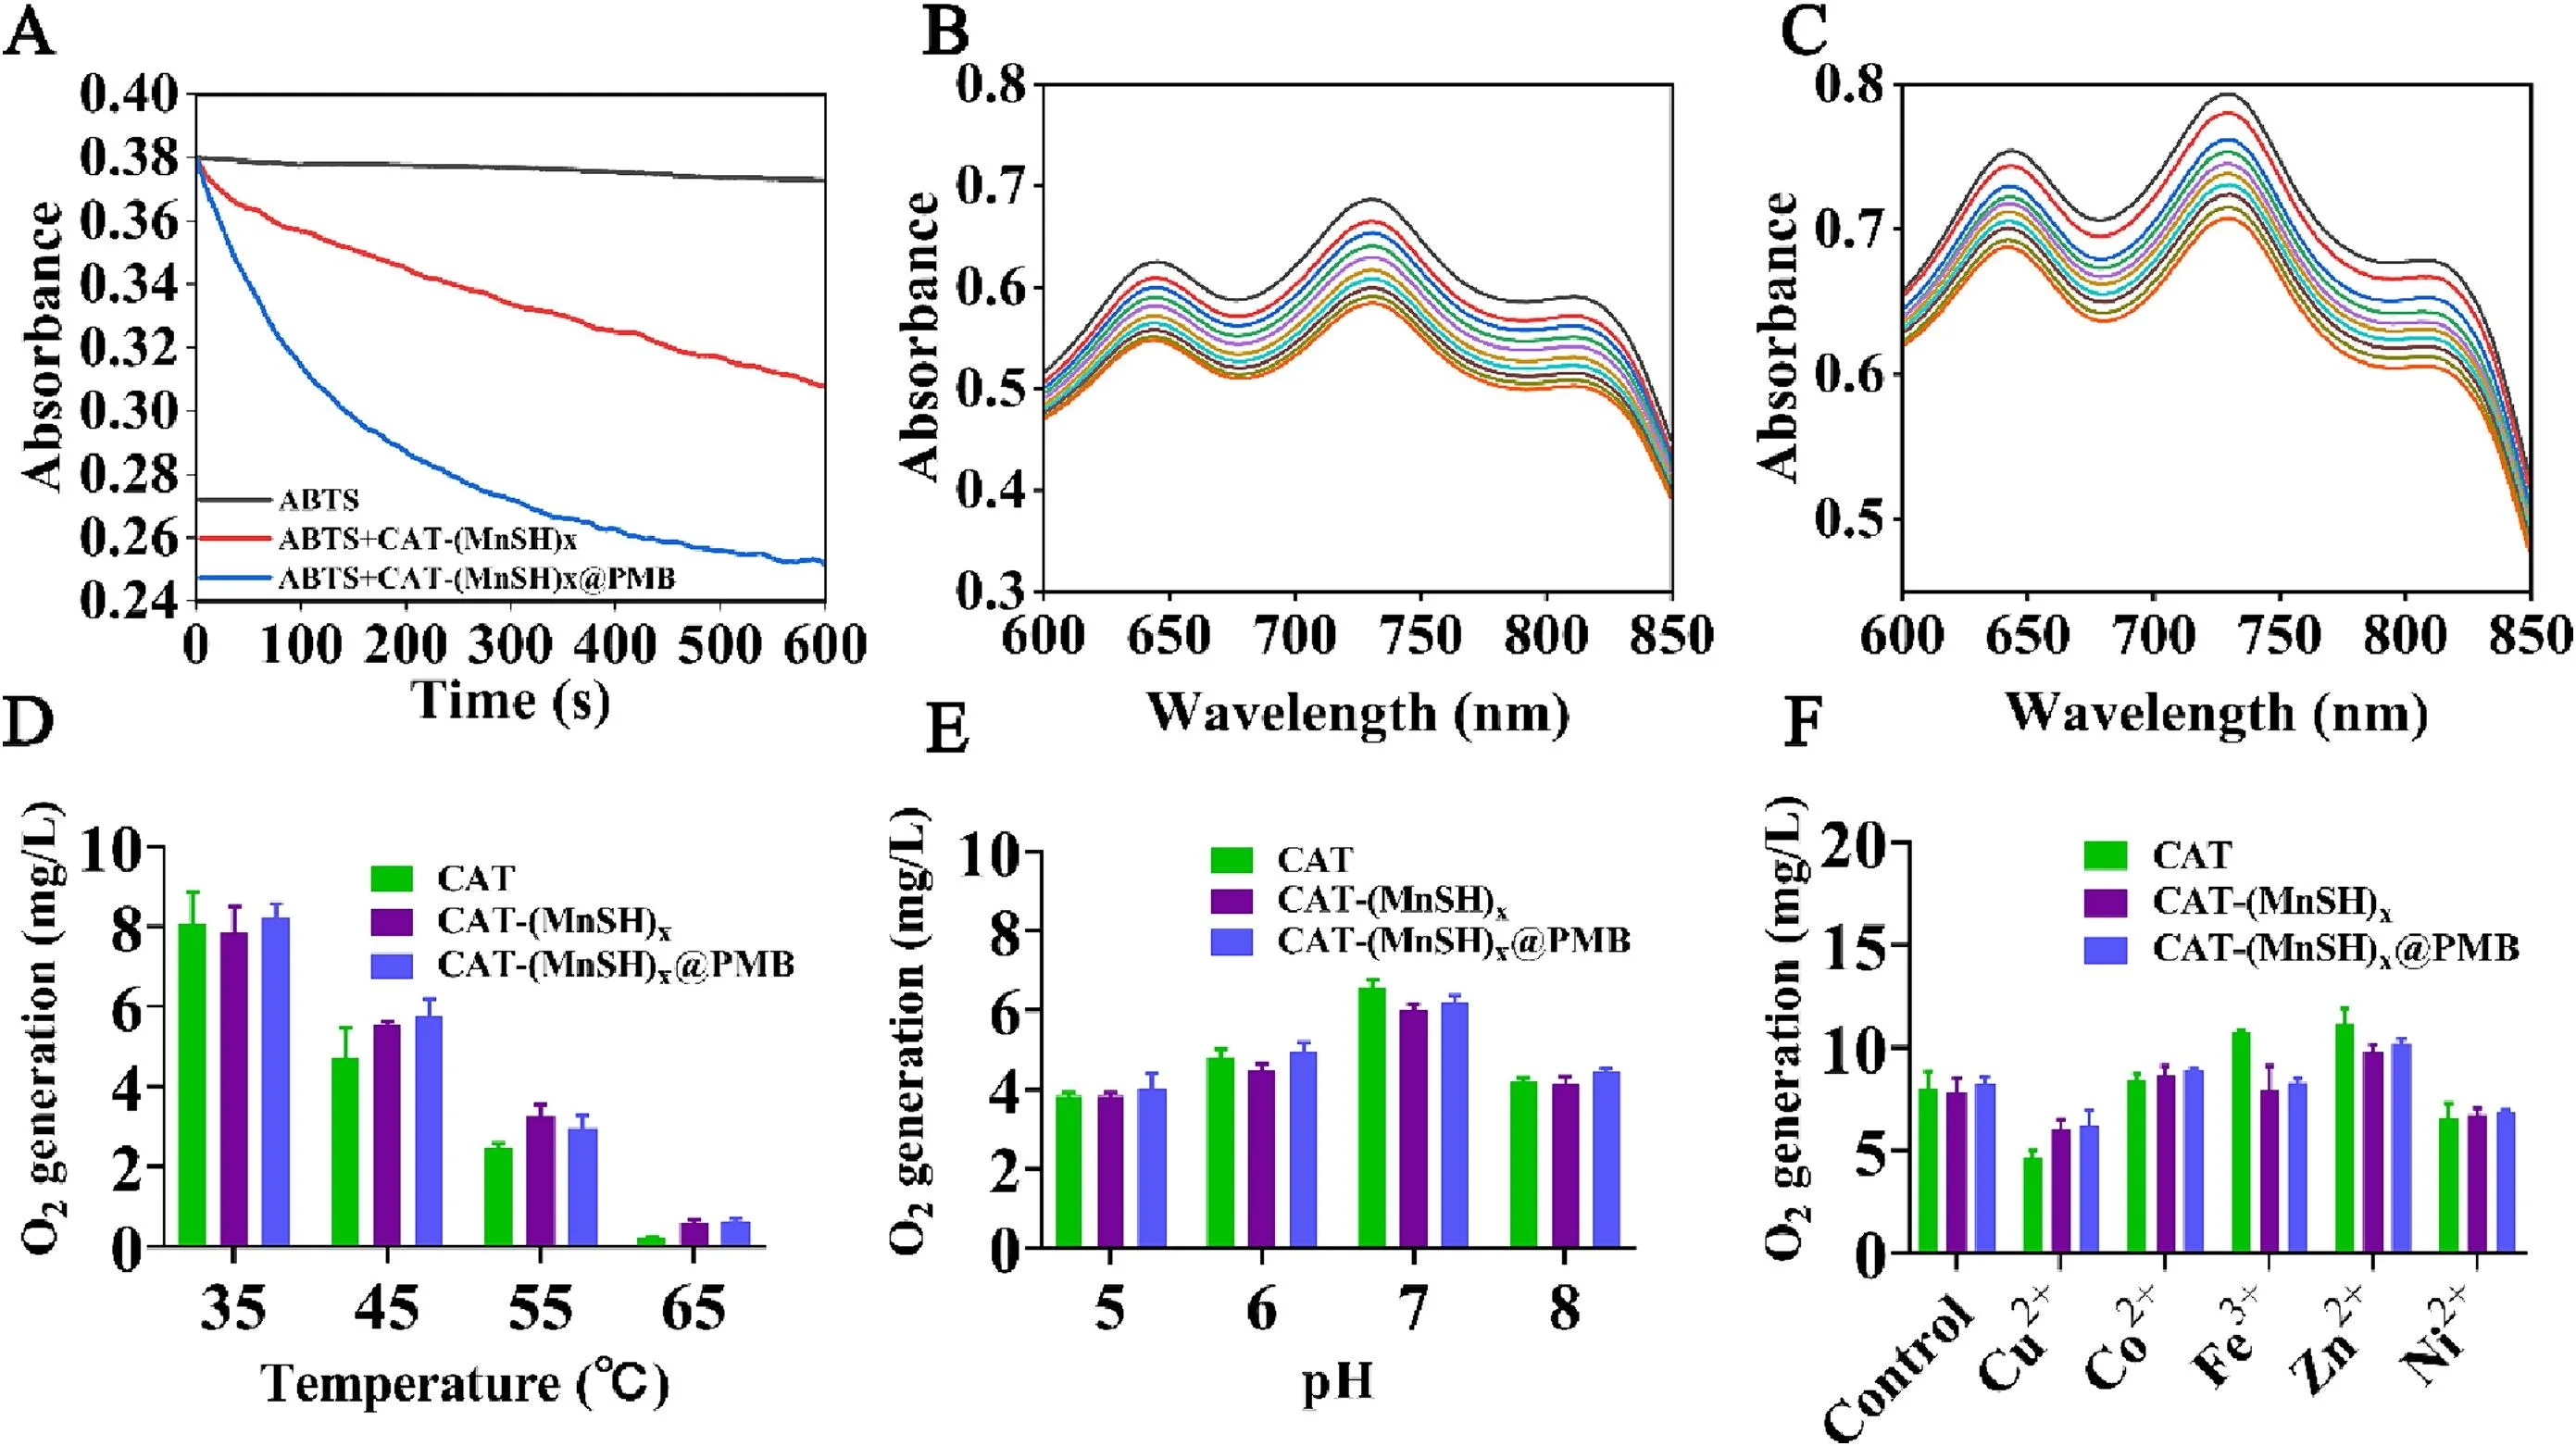 A
0.40
0.38
0.36
0.34
0.32
0.30
0.28
0.26
0.24
Absorbance
ABTS
ABTS+CAT-(MnSH)x
ABTS+CAT-(MnSH)x@PMB
0 100 200 300 400 500 600
Time (s)
B
0.8
0.7
0.6
0.5
0.4
0.3
Absorbance
600 650 700 750 800 850
Wavelength (nm)
C
0.8
0.7
0.6
0.5
Absorbance
600 650 700 750 800 850
Wavelength (nm)
D
10
8
6
4
2
0
O₂ generation (mg/L)
CAT
CAT-(MnSH)ₓ
CAT-(MnSH)ₓ@PMB
35 45 55 65
Temperature (℃)
E
10
8
6
4
2
0
O₂ generation (mg/L)
CAT
CAT-(MnSH)ₓ
CAT-(MnSH)ₓ@PMB
5 6 7 8
pH
F
20
15
10
5
0
O₂ generation (mg/L)
CAT
CAT-(MnSH)ₓ
CAT-(MnSH)ₓ@PMB
Control Cu²⁺ Co²⁺ Fe³⁺ Zn²⁺ Ni²⁺